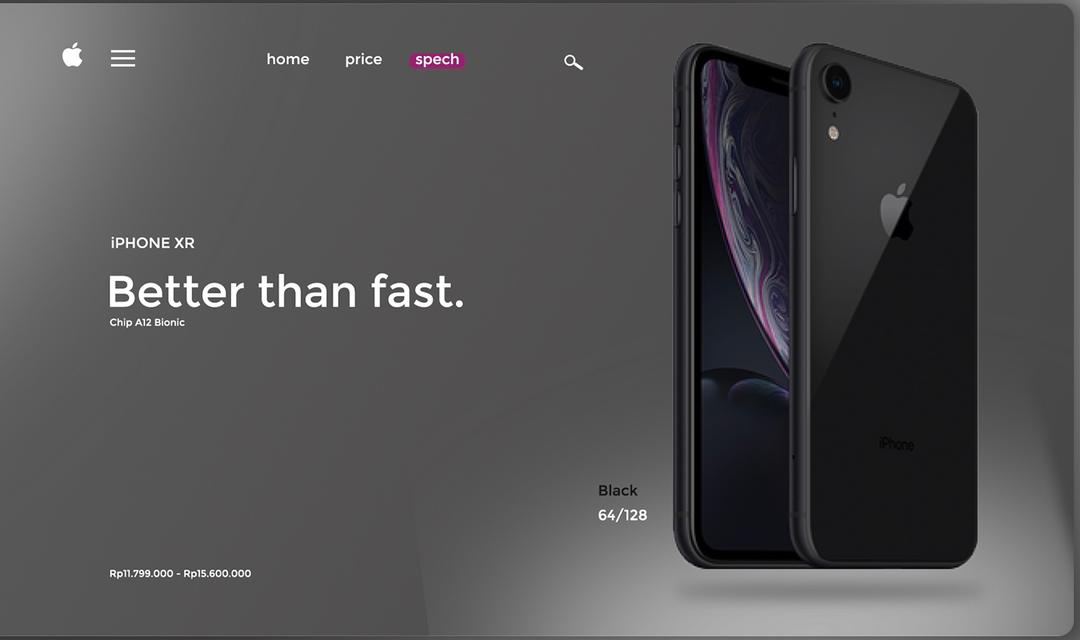 home price spech
iPHONE XR
Better than fast.
Chip A12 Bionic
iPhone
Black
64/128
Rp11.799.000 - Rp15.600.000